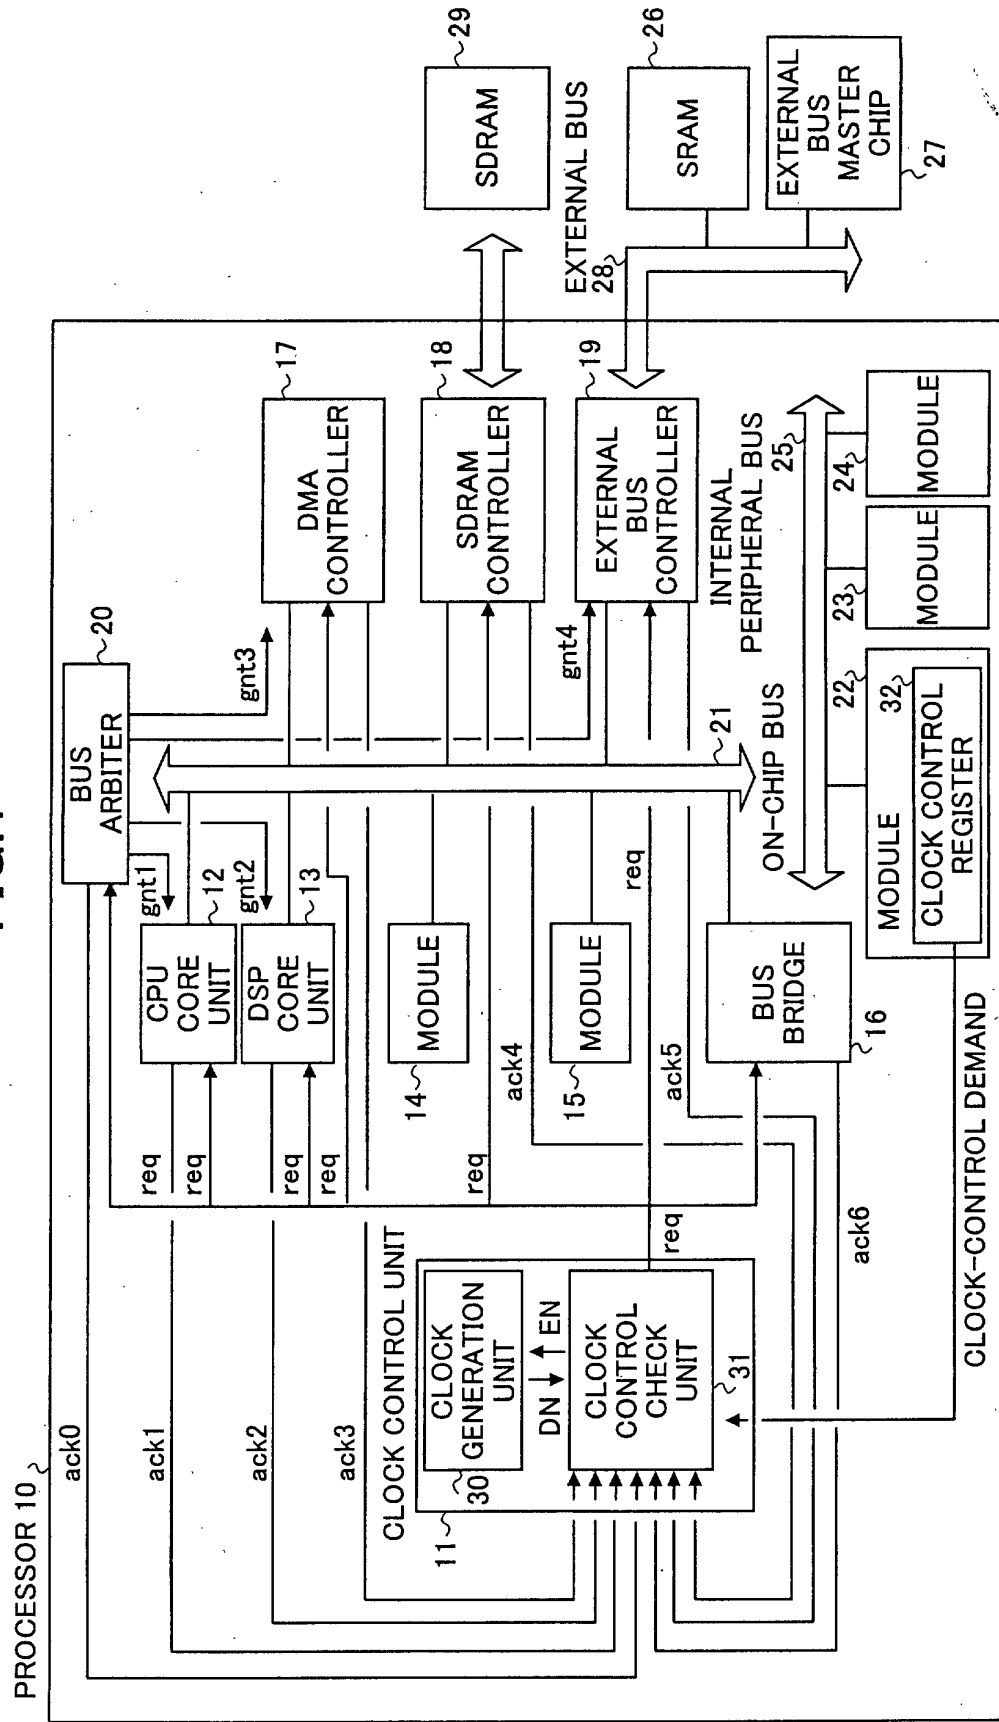 FIG.1
PROCESSOR 10
ack0
ack1
ack2
ack3
BUS
ARBITER
20
gnt1
gnt2
gnt3
gnt4
CPU
CORE
UNIT
12
DSP
CORE
UNIT
13
req
req
req
req
req
DMA
CONTROLLER
17
SDRAM
CONTROLLER
18
EXTERNAL
BUS
CONTROLLER
19
SDRAM
29
EXTERNAL BUS
28
SRAM
26
EXTERNAL
BUS
MASTER
CHIP
27
CLOCK CONTROL UNIT
11
CLOCK
GENERATION
UNIT
30
DN
EN
CLOCK
CONTROL
CHECK
UNIT
31
req
req
MODULE
14
ack4
MODULE
15
ack5
21
ON-CHIP BUS
BUS
BRIDGE
16
ack6
INTERNAL
PERIPHERAL BUS
25
MODULE
22
CLOCK CONTROL
REGISTER
32
MODULE
23
MODULE
24
CLOCK-CONTROL DEMAND